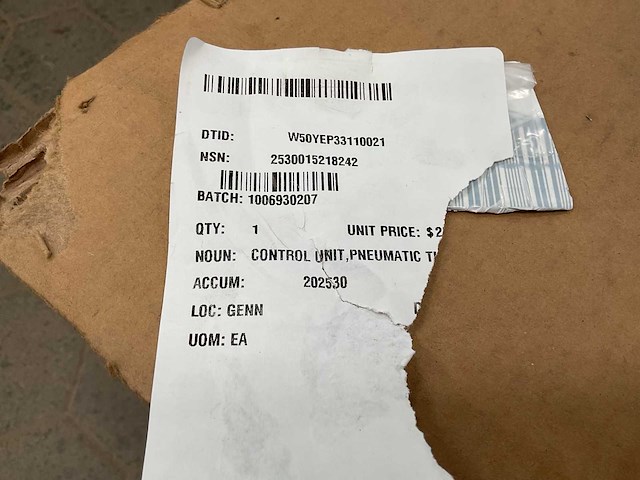 DTID: W50YEP33110021
NSN: 2530015218242
BATCH: 1006930207
QTY: 1 UNIT PRICE: $2
NOUN: CONTROL UNIT,PNEUMATIC TI
ACCUM: 202530
LOC: GENN
UOM: EA